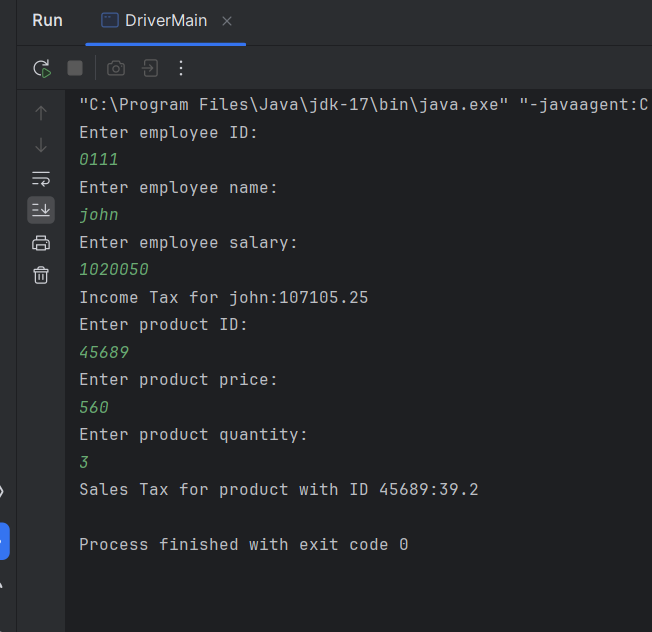 Run DriverMain
"C:\Program Files\Java\jdk-17\bin\java.exe" "-javaagent:C
Enter employee ID:
0111
Enter employee name:
john
Enter employee salary:
1020050
Income Tax for john:107105.25
Enter product ID:
45689
Enter product price:
560
Enter product quantity:
3
Sales Tax for product with ID 45689:39.2
Process finished with exit code 0